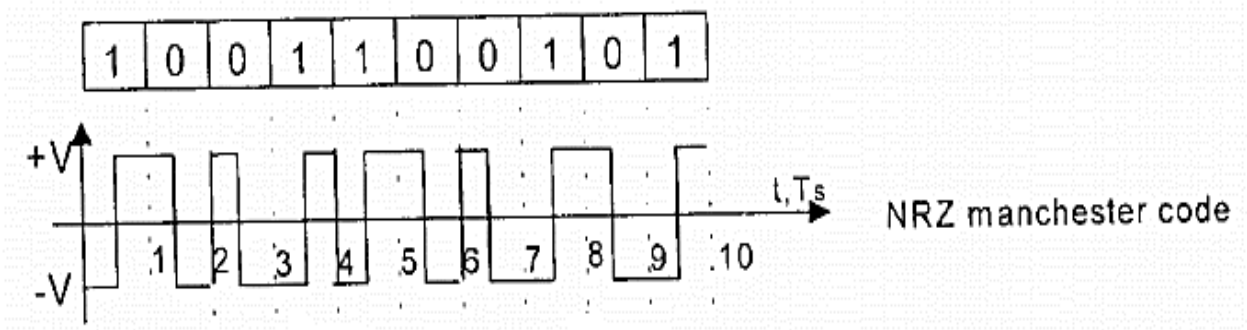 1 0 0 1 1 0 0 1 0 1
+V
t,Ts
NRZ manchester code
1 2 3 4 5 6 7 8 9 10
-V